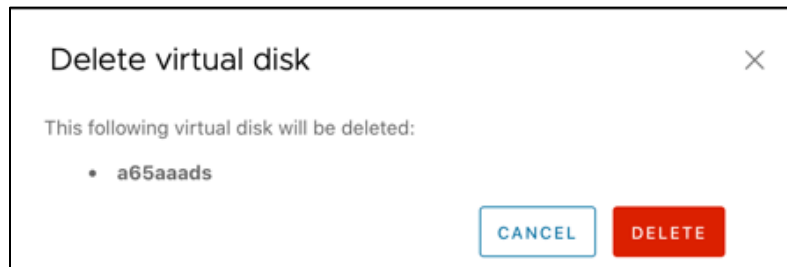 Delete virtual disk
This following virtual disk will be deleted:
• a65aaads
CANCEL DELETE